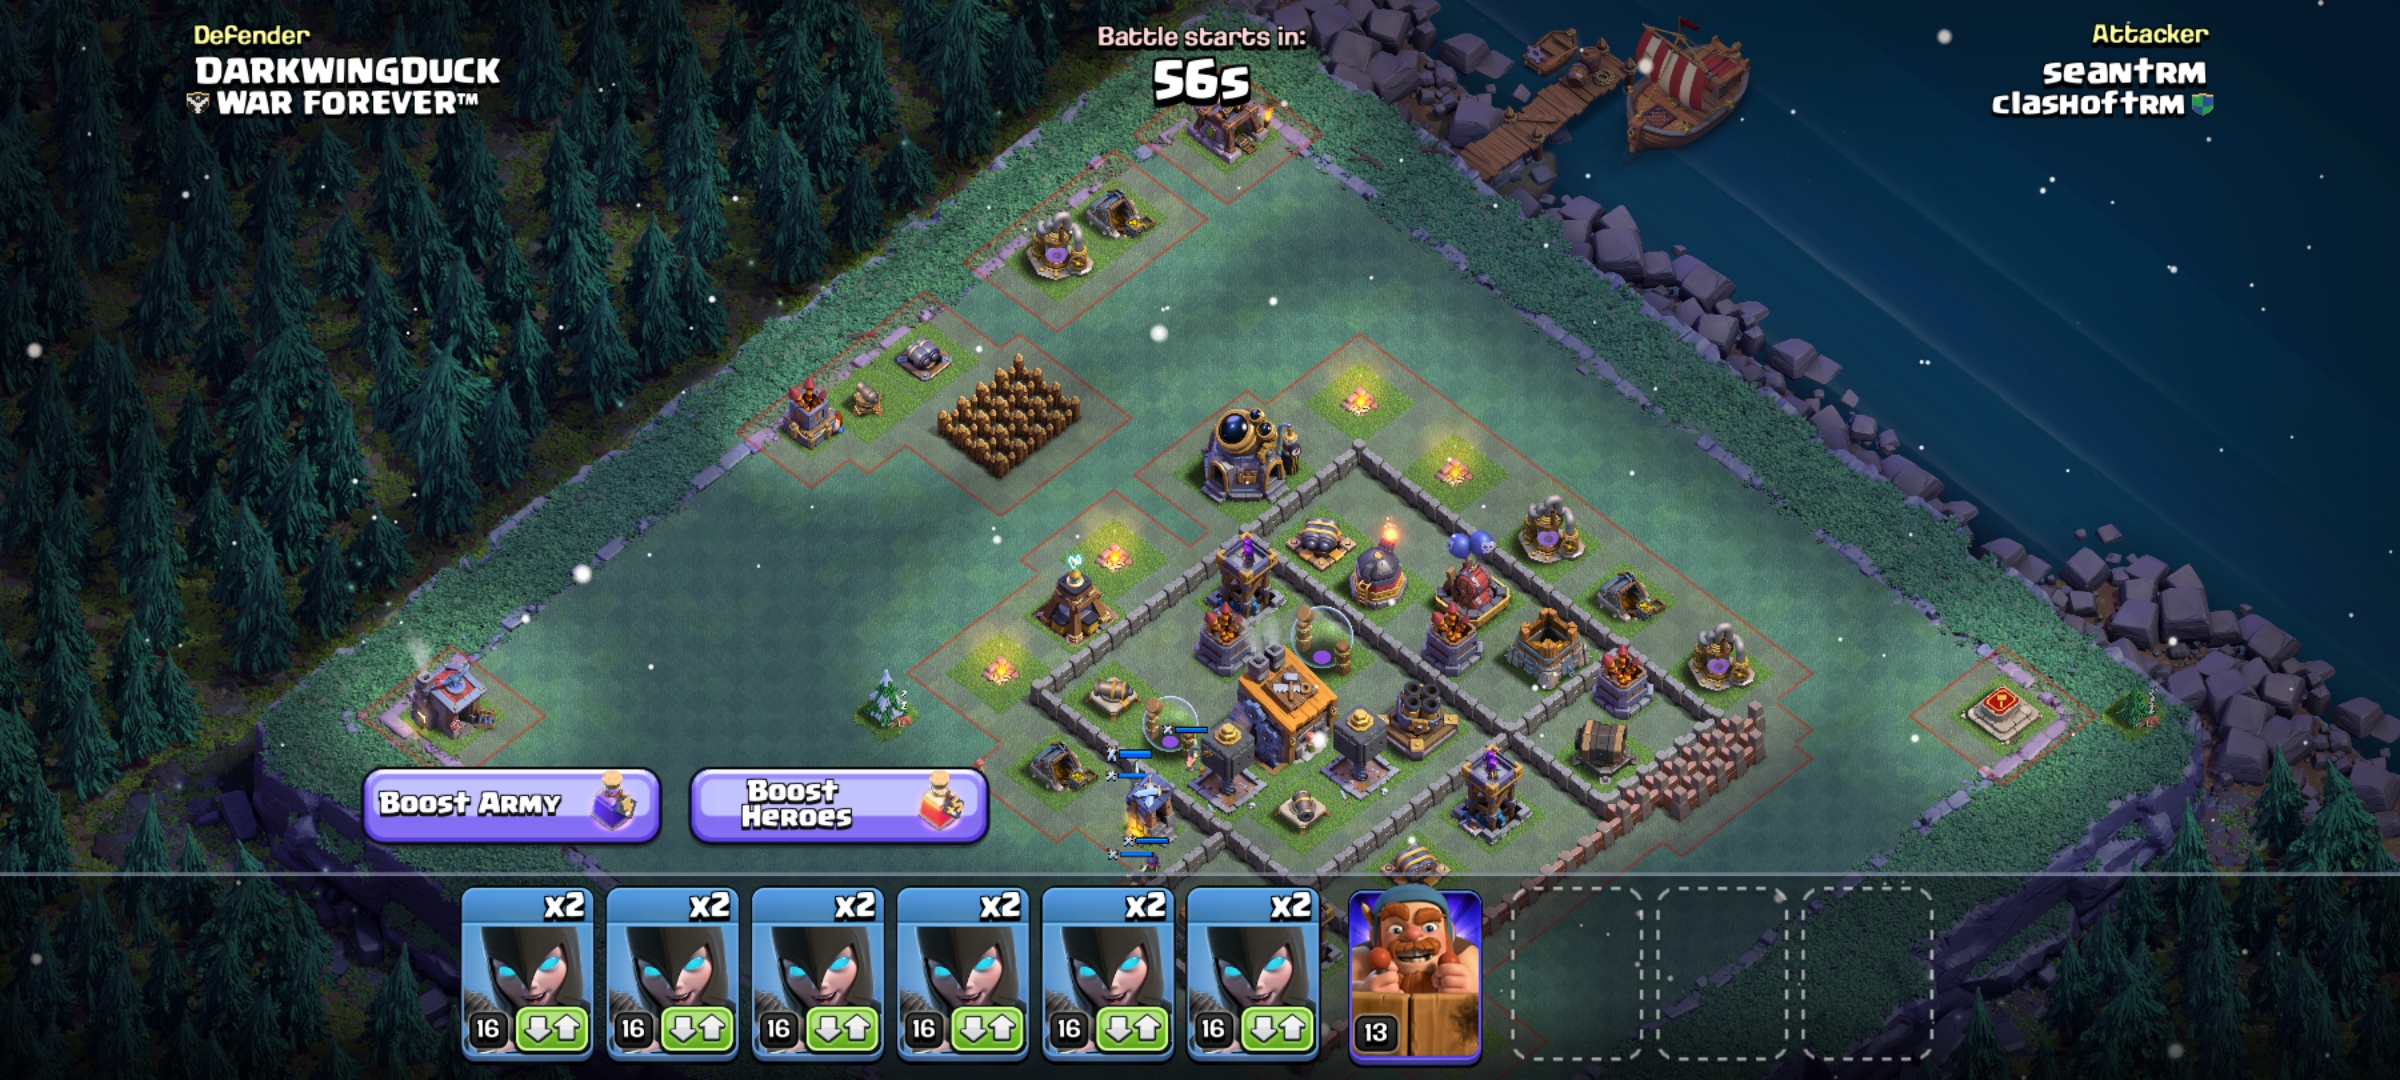 Defender
DARKWINGDUCK
WAR FOREVER™
Battle starts in:
56s
Attacker
seantRM
clashoftRM
Boost Army
Boost
Heroes
x2
x2
x2
x2
x2
x2
16
16
16
16
16
16
13